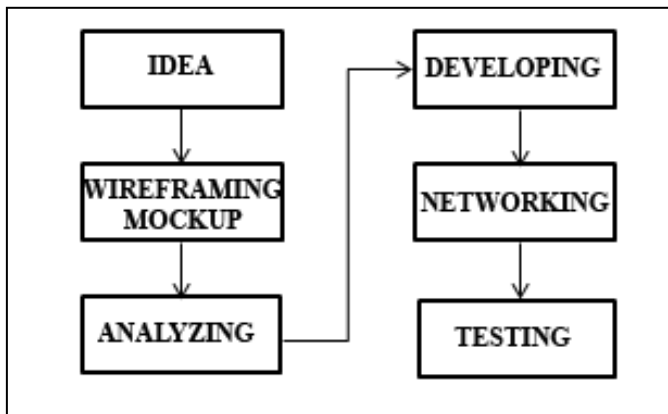 IDEA
WIREFRAMING
MOCKUP
ANALYZING
DEVELOPING
NETWORKING
TESTING